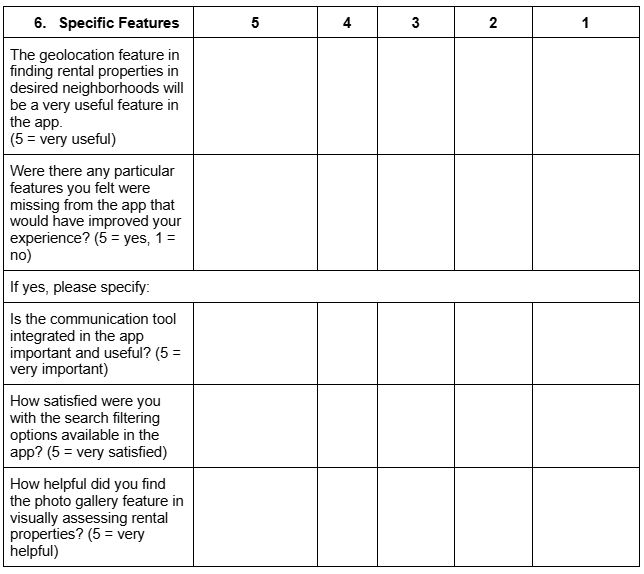 6. Specific Features 5 4 3 2 1
The geolocation feature in
finding rental properties in
desired neighborhoods will
be a very useful feature in
the app.
(5 = very useful)
Were there any particular
features you felt were
missing from the app that
would have improved your
experience? (5 = yes, 1 =
no)
If yes, please specify:
Is the communication tool
integrated in the app
important and useful? (5 =
very important)
How satisfied were you
with the search filtering
options available in the
app? (5 = very satisfied)
How helpful did you find
the photo gallery feature in
visually assessing rental
properties? (5 = very
helpful)